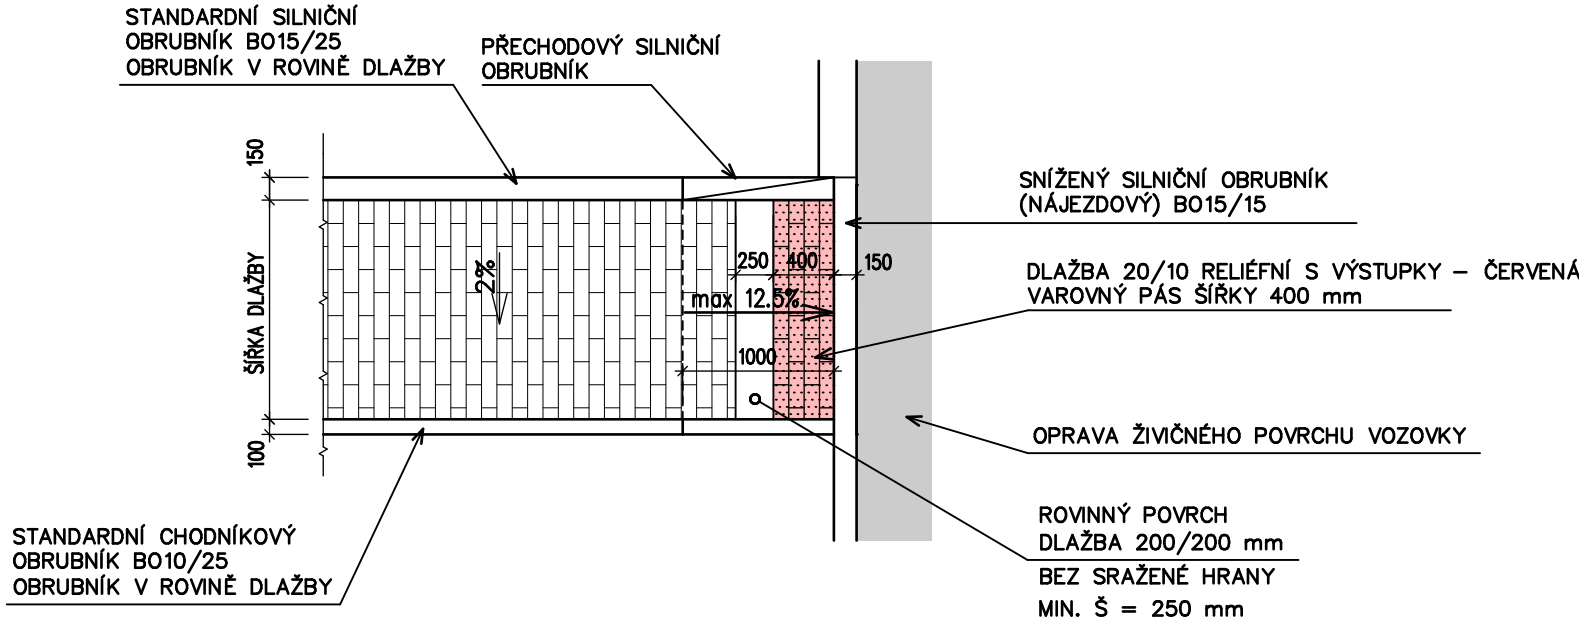 STANDARDNÍ SILNIČNÍ
OBRUBNÍK BO15/25
OBRUBNÍK V ROVINĚ DLAŽBY
PŘECHODOVÝ SILNIČNÍ
OBRUBNÍK
150
SNÍŽENÝ SILNIČNÍ OBRUBNÍK
(NÁJEZDOVÝ) BO15/15
ŠÍŘKA DLAŽBY
2%
250
400
150
max 12.5%
1000
DLAŽBA 20/10 RELIÉFNÍ S VÝSTUPKY – ČERVENÁ
VAROVNÝ PÁS ŠÍŘKY 400 mm
100
OPRAVA ŽIVIČNÉHO POVRCHU VOZOVKY
STANDARDNÍ CHODNÍKOVÝ
OBRUBNÍK BO10/25
OBRUBNÍK V ROVINĚ DLAŽBY
ROVINNÝ POVRCH
DLAŽBA 200/200 mm
BEZ SRAŽENÉ HRANY
MIN. Š = 250 mm